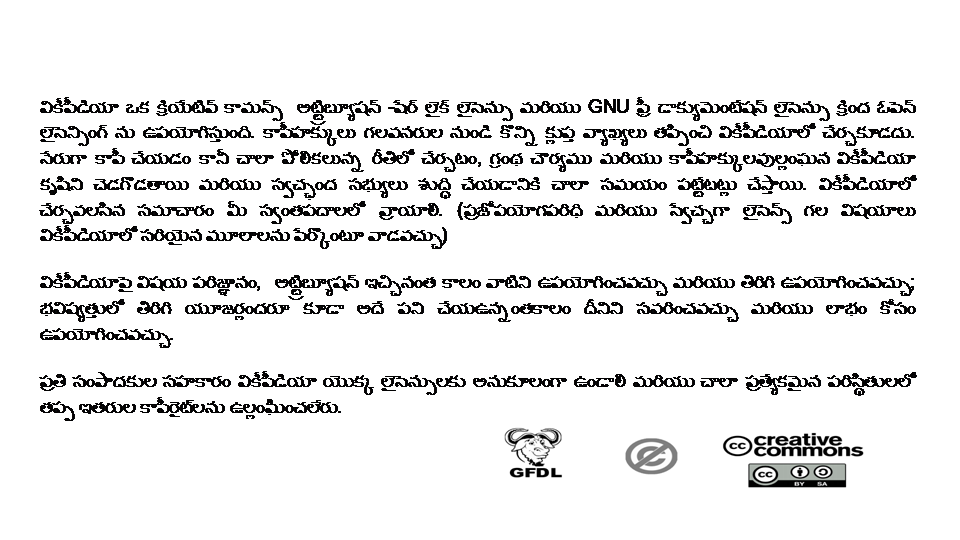 వికీపీడియా ఒక క్రియేటివ్ కామన్స్ అట్ట్రిబ్యూషన్ -షేర్ లైక్ లైసెన్సు మరియు GNU ఫ్రీ డాక్యుమెంటేషన్ లైసెన్సు క్రింద ఓపెన్
లైసెన్సింగ్ ను ఉపయోగిస్తుంది. కాపీహక్కులు గలవనరుల నుండి కొన్ని క్లుప్త వ్యాఖ్యలు తప్పించి వికీపీడియాలో చేర్చకూడదు.
నేరుగా కాపీ చేయడం కానీ చాలా పోలికలున్న రీతిలో చేర్చటం, గ్రంథ చౌర్యము మరియు కాపీహక్కులవుల్లంఘన వికీపీడియా
కృషిని చెడగొడతాయి మరియు స్వచ్ఛంద సభ్యులు శుద్ధి చేయడానికి చాలా సమయం పట్టేటట్లు చేస్తాయి. వికీపీడియాలో
చేర్చవలసిన సమాచారం మీ స్వంతపదాలలో వ్రాయాలి. (ప్రజోపయోగపరిధి మరియు స్వేచ్ఛగా లైసెన్స్ గల విషయాలు
వికీపీడియాలో సరియైన మూలాలను పేర్కొంటూ వాడవచ్చు)
వికీపీడియాపై విషయ పరిజ్ఞానం, అట్ట్రిబ్యూషన్ ఇచ్చినంత కాలం వాటిని ఉపయోగించవచ్చు మరియు తిరిగి ఉపయోగించవచ్చు;
భవిష్యత్తులో తిరిగి యూజర్లందరూ కూడా అదే పని చేయఉన్నంతకాలం దీనిని సవరించవచ్చు మరియు లాభం కోసం
ఉపయోగించవచ్చు.
ప్రతి సంపాదకుల సహకారం వికీపీడియా యొక్క లైసెన్సులకు అనుకూలంగా ఉండాలి మరియు చాలా ప్రత్యేకమైన పరిస్థితులలో
తప్ప ఇతరుల కాపీరైట్‌లను ఉల్లంఘించలేరు.
GFDL
cc creative commons
cc BY SA